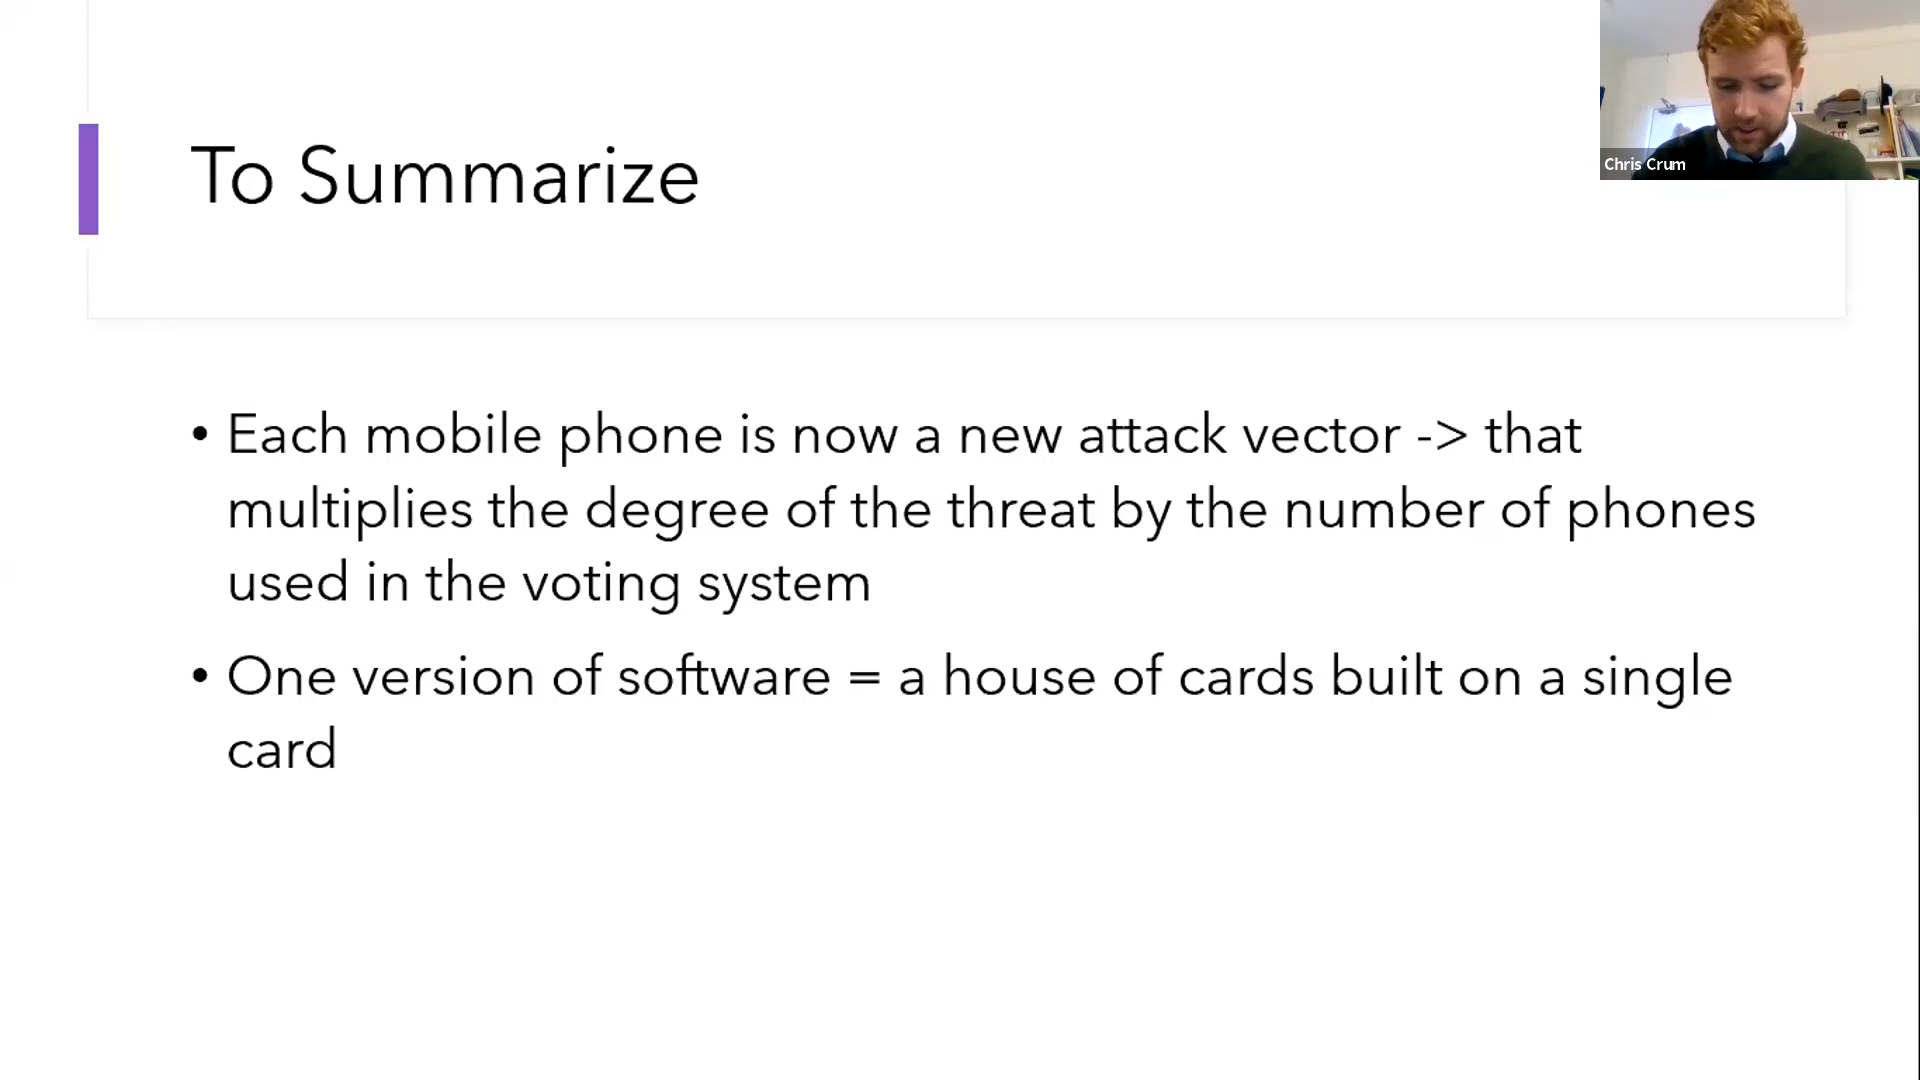 To Summarize
Chris Crum
• Each mobile phone is now a new attack vector -> that
multiplies the degree of the threat by the number of phones
used in the voting system
• One version of software = a house of cards built on a single
card